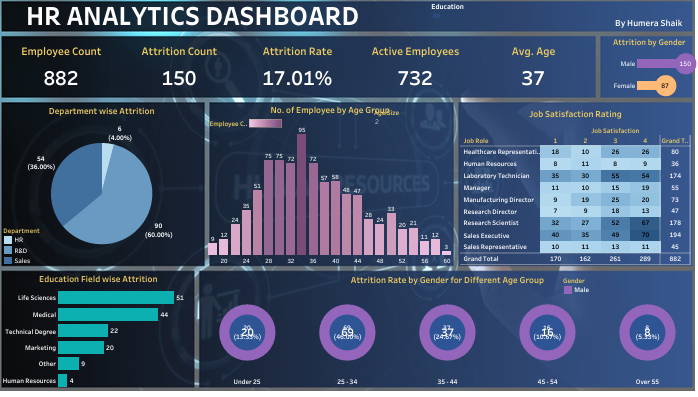 Education
HR ANALYTICS DASHBOARD
By Humera Shaik
Employee Count
882
Attrition Count
150
Attrition Rate
17.01%
Active Employees
732
Avg. Age
37
Attrition by Gender
Male 150
Female 87
Department wise Attrition
6
(4.00%)
54
(36.00%)
90
(60.00%)
Department
HR
R&D
Sales
No. of Employee by Age Group
Employee C..
2
95
75 75 72 72
51 57 58 48 47
9 12 24 35 28 24 33 20 21 11 12 3
20 24 28 32 36 40 44 48 52 56 60
Job Satisfaction Rating
Job Satisfaction
Job Role 1 2 3 4 Grand T..
Healthcare Representati.. 18 10 26 26 80
Human Resources 8 11 8 9 36
Laboratory Technician 35 30 55 54 174
Manager 11 10 15 19 55
Manufacturing Director 9 19 25 20 73
Research Director 7 9 18 13 47
Research Scientist 27 32 52 67 178
Sales Executive 40 35 49 70 194
Sales Representative 10 11 13 11 45
Grand Total 170 162 261 289 882
Education Field wise Attrition
Life Sciences 51
Medical 44
Technical Degree 22
Marketing 20
Other 9
Human Resources 4
Attrition Rate by Gender for Different Age Group
Gender
Male
20 (13.33%)
69 (46.00%)
37 (24.67%)
16 (10.67%)
8 (5.33%)
Under 25
25 - 34
35 - 44
45 - 54
Over 55